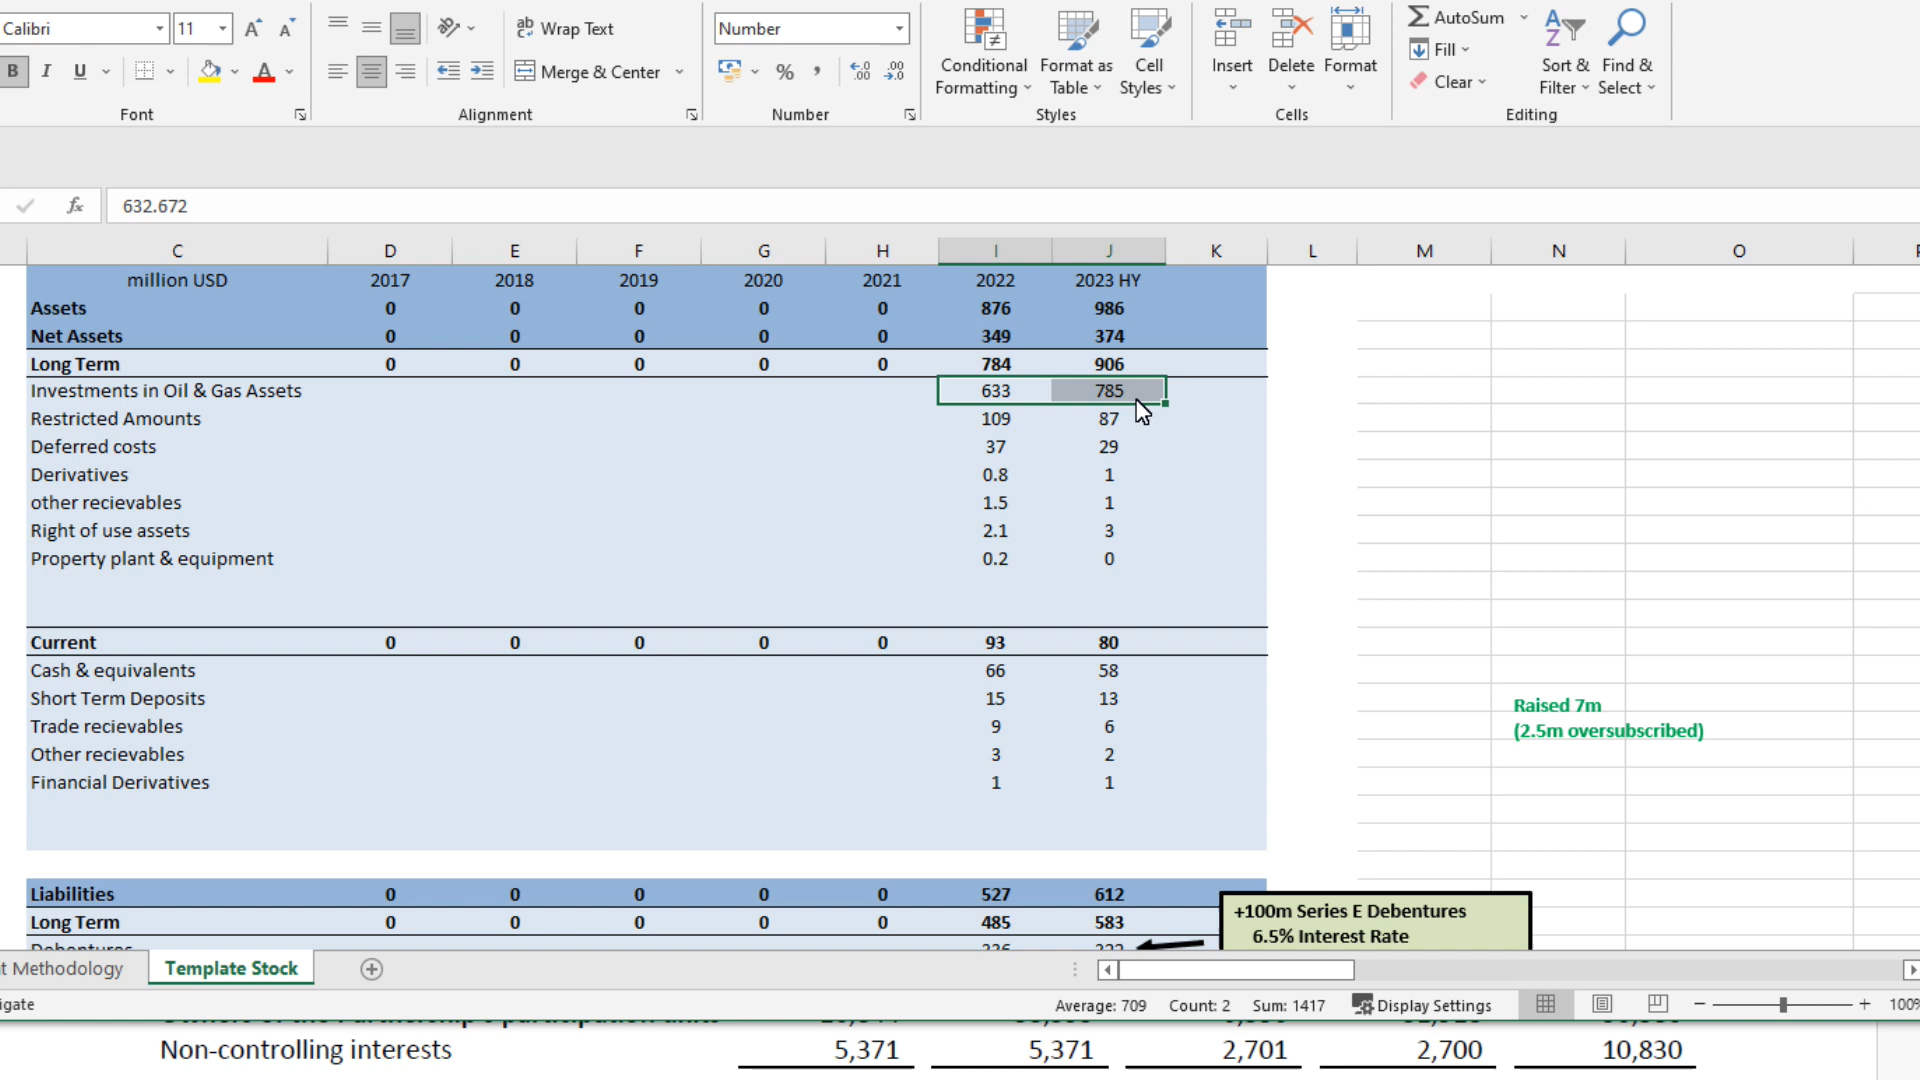 Calibri 11 Wrap Text Number AutoSum
B I U Merge & Center % , Conditional Formatting Format as Table Cell Styles Insert Delete Format Fill Clear Sort & Filter Find & Select
Font Alignment Number Styles Cells Editing
fx 632.672
C D E F G H I J K L M N O
million USD 2017 2018 2019 2020 2021 2022 2023 HY
Assets 0 0 0 0 0 876 986
Net Assets 0 0 0 0 0 349 374
Long Term 0 0 0 0 0 784 906
Investments in Oil & Gas Assets 633 785
Restricted Amounts 109 87
Deferred costs 37 29
Derivatives 0.8 1
other recievables 1.5 1
Right of use assets 2.1 3
Property plant & equipment 0.2 0
Current 0 0 0 0 0 93 80
Cash & equivalents 66 58
Short Term Deposits 15 13
Raised 7m
Trade recievables 9 6
(2.5m oversubscribed)
Other recievables 3 2
Financial Derivatives 1 1
Liabilities 0 0 0 0 0 527 612
+100m Series E Debentures
Long Term 0 0 0 0 0 485 583
6.5% Interest Rate
Debentures
t Methodology Template Stock
igate Average: 709 Count: 2 Sum: 1417 Display Settings 100%
Non-controlling interests 5,371 5,371 2,701 2,700 10,830